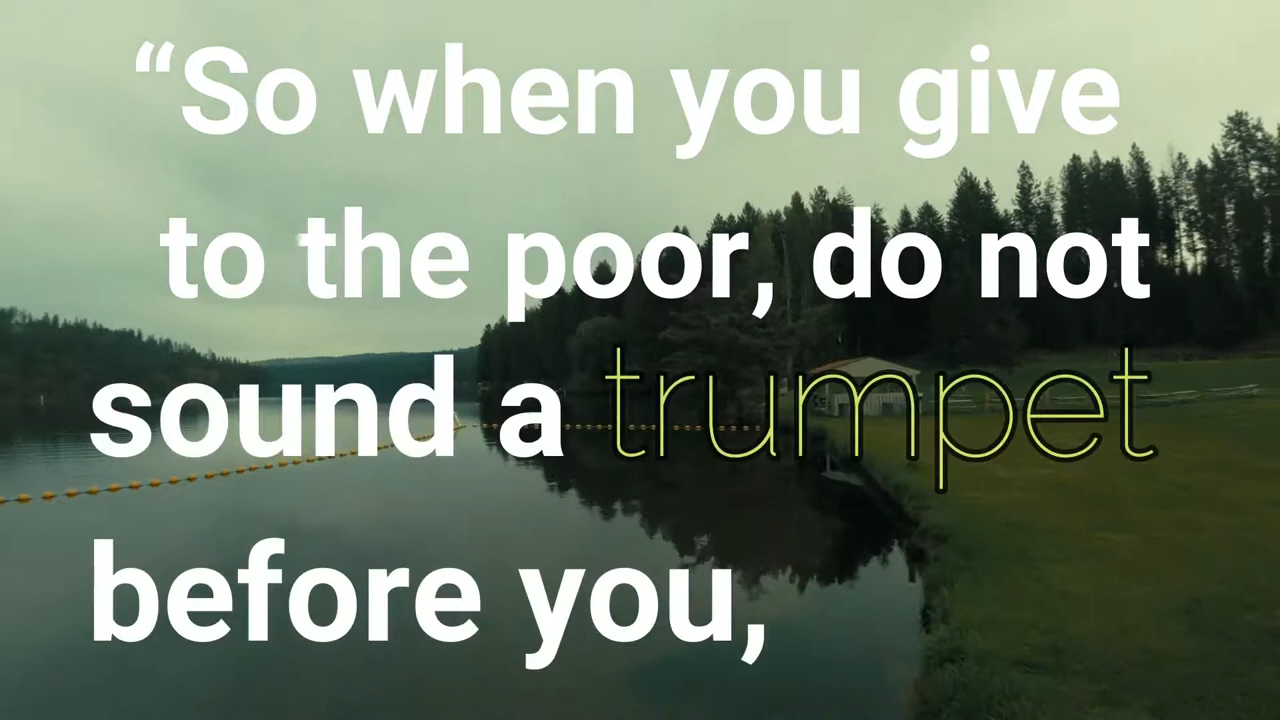 “So when you give
to the poor, do not
sound a trumpet
before you,